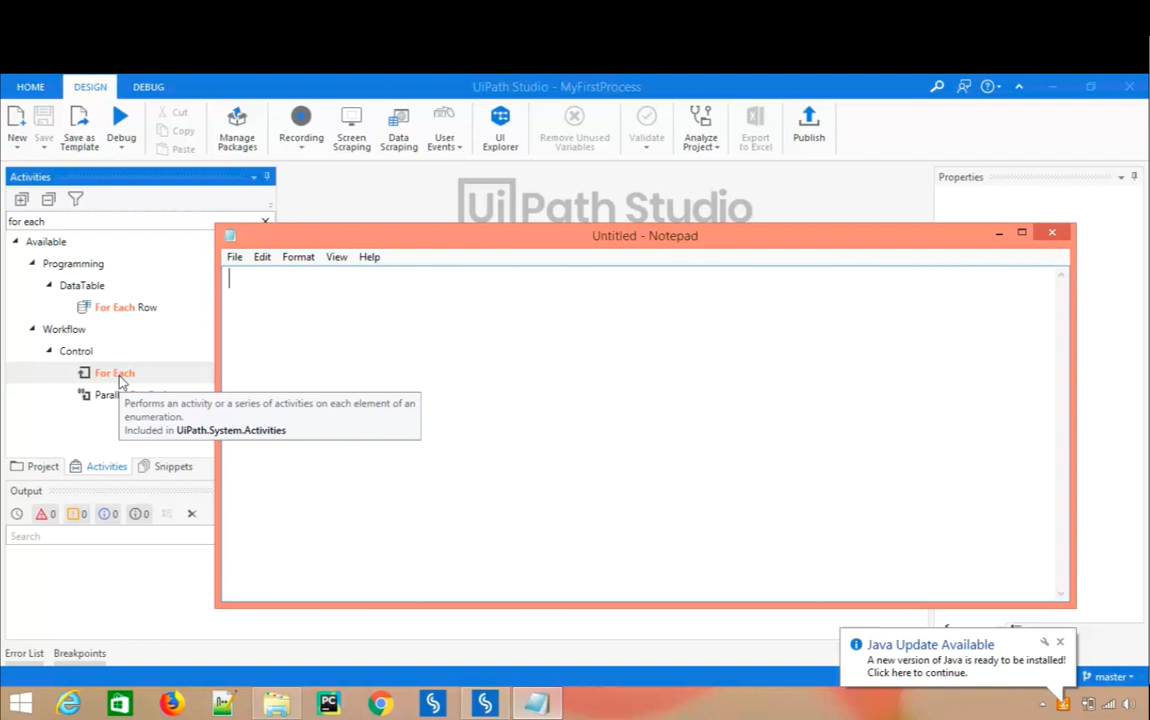 HOME DESIGN DEBUG UiPath Studio - MyFirstProcess
New Save Save as Template Debug Cut Copy Paste Manage Packages Recording Screen Scraping Data Scraping User Events UI Explorer Remove Unused Variables Validate Analyze Project Export to Excel Publish
Activities
Properties
UiPath Studio
for each
Available
Programming
DataTable
For Each Row
Workflow
Control
For Each
Performs an activity or a series of activities on each element of an
enumeration.
Included in UiPath.System.Activities
Untitled - Notepad
File Edit Format View Help
Project Activities Snippets
Output
0 0 0 0
Search
Error List Breakpoints
Java Update Available
A new version of Java is ready to be installed!
Click here to continue.
master
PC